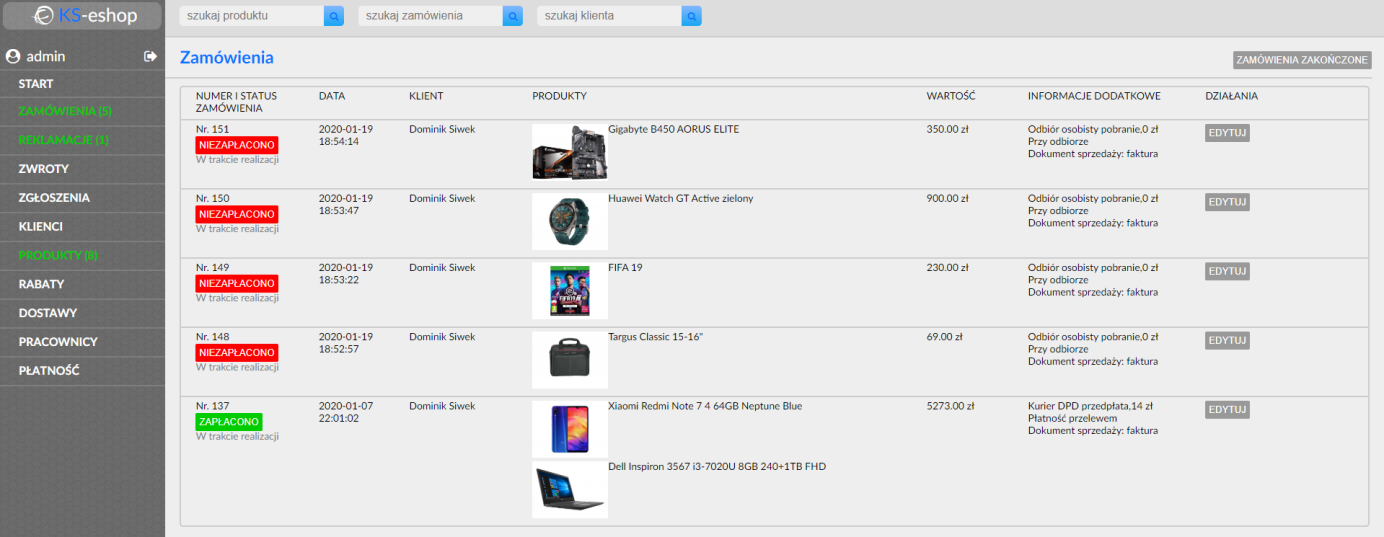 KS-eshop
szukaj produktu
szukaj zamówienia
szukaj klienta
admin
START
ZAMÓWIENIA (5)
REKLAMACJE (1)
ZWROTY
ZGŁOSZENIA
KLIENCI
PRODUKTY (8)
RABATY
DOSTAWY
PRACOWNICY
PŁATNOŚĆ
Zamówienia
ZAMÓWIENIA ZAKOŃCZONE
NUMER I STATUS
ZAMÓWIENIA
DATA
KLIENT
PRODUKTY
WARTOŚĆ
INFORMACJE DODATKOWE
DZIAŁANIA
Nr. 151
NIEZAPŁACONO
W trakcie realizacji
2020-01-19
18:54:14
Dominik Siwek
Gigabyte B450 AORUS ELITE
350.00 zł
Odbiór osobisty pobranie,0 zł
Przy odbiorze
Dokument sprzedaży: faktura
EDYTUJ
Nr. 150
NIEZAPŁACONO
W trakcie realizacji
2020-01-19
18:53:47
Dominik Siwek
Huawei Watch GT Active zielony
900.00 zł
Odbiór osobisty pobranie,0 zł
Przy odbiorze
Dokument sprzedaży: faktura
EDYTUJ
Nr. 149
NIEZAPŁACONO
W trakcie realizacji
2020-01-19
18:53:22
Dominik Siwek
FIFA 19
230.00 zł
Odbiór osobisty pobranie,0 zł
Przy odbiorze
Dokument sprzedaży: faktura
EDYTUJ
Nr. 148
NIEZAPŁACONO
W trakcie realizacji
2020-01-19
18:52:57
Dominik Siwek
Targus Classic 15-16"
69.00 zł
Odbiór osobisty pobranie,0 zł
Przy odbiorze
Dokument sprzedaży: faktura
EDYTUJ
Nr. 137
ZAPŁACONO
W trakcie realizacji
2020-01-07
22:01:02
Dominik Siwek
Xiaomi Redmi Note 7 4 64GB Neptune Blue
Dell Inspiron 3567 i3-7020U 8GB 240+1TB FHD
5273.00 zł
Kurier DPD przedpłata,14 zł
Płatność przelewem
Dokument sprzedaży: faktura
EDYTUJ